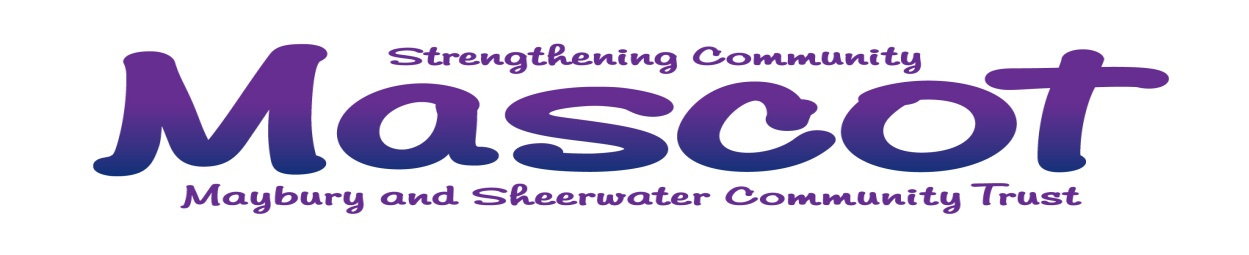 Strengthening Community
Mascot
Maybury and Sheerwater Community Trust